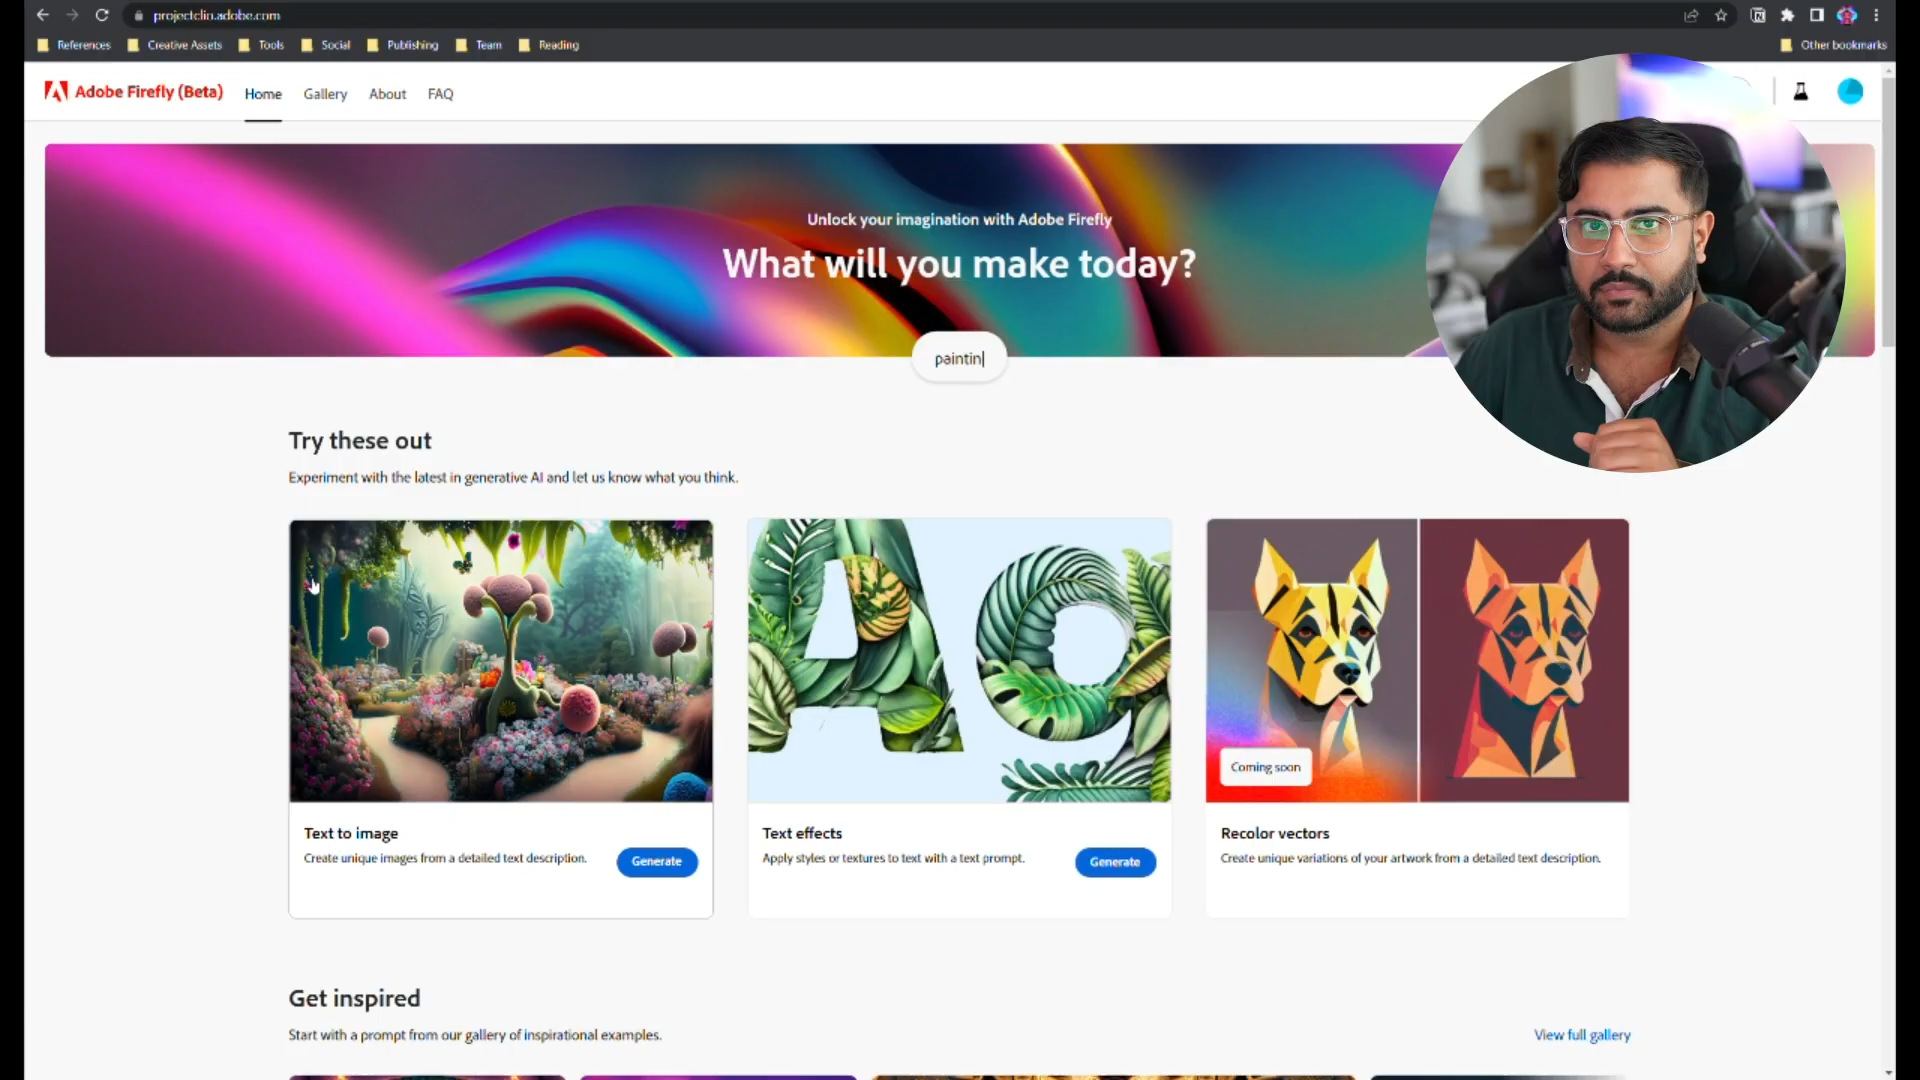 projectclio.adobe.com
References Creative Assets Tools Social Publishing Team Reading Other bookmarks
Adobe Firefly (Beta) Home Gallery About FAQ
Unlock your imagination with Adobe Firefly
What will you make today?
paintin
Try these out
Experiment with the latest in generative AI and let us know what you think.
Ag
Coming soon
Text to image
Create unique images from a detailed text description.
Generate
Text effects
Apply styles or textures to text with a text prompt.
Generate
Recolor vectors
Create unique variations of your artwork from a detailed text description.
Get inspired
Start with a prompt from our gallery of inspirational examples.
View full gallery